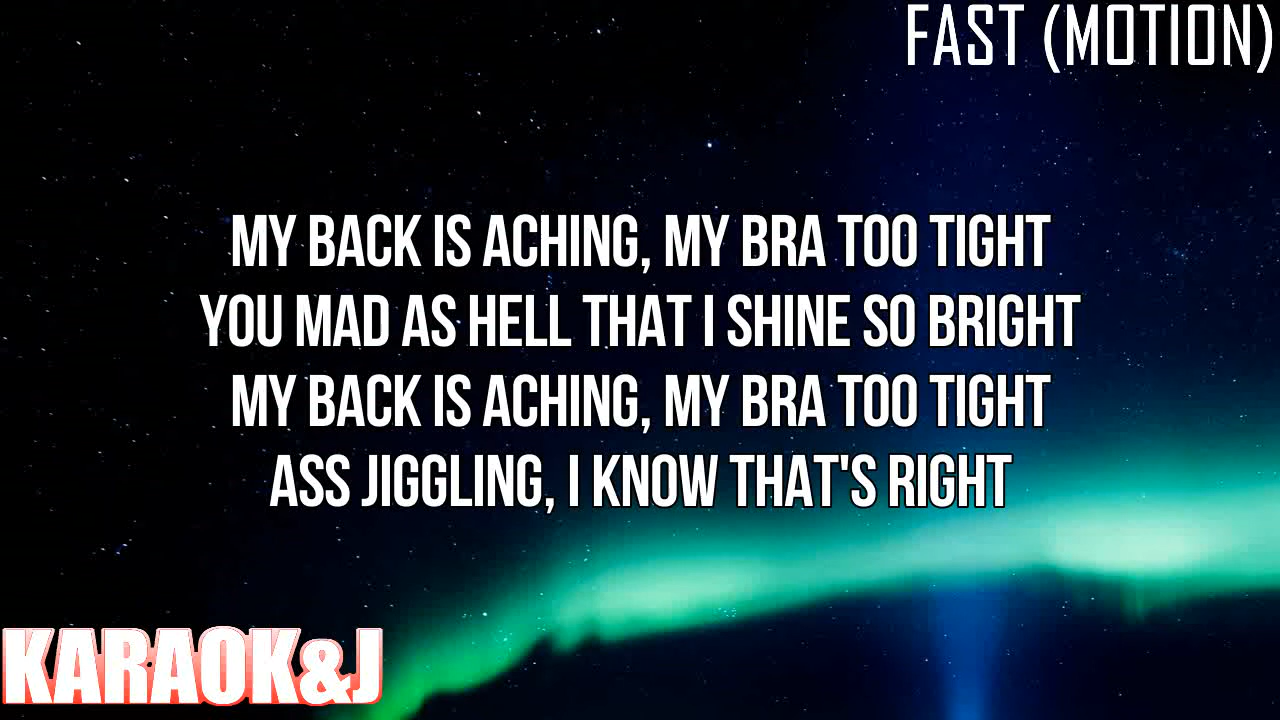 FAST (MOTION)
MY BACK IS ACHING, MY BRA TOO TIGHT
YOU MAD AS HELL THAT I SHINE SO BRIGHT
MY BACK IS ACHING, MY BRA TOO TIGHT
ASS JIGGLING, I KNOW THAT'S RIGHT
KARAOK&J